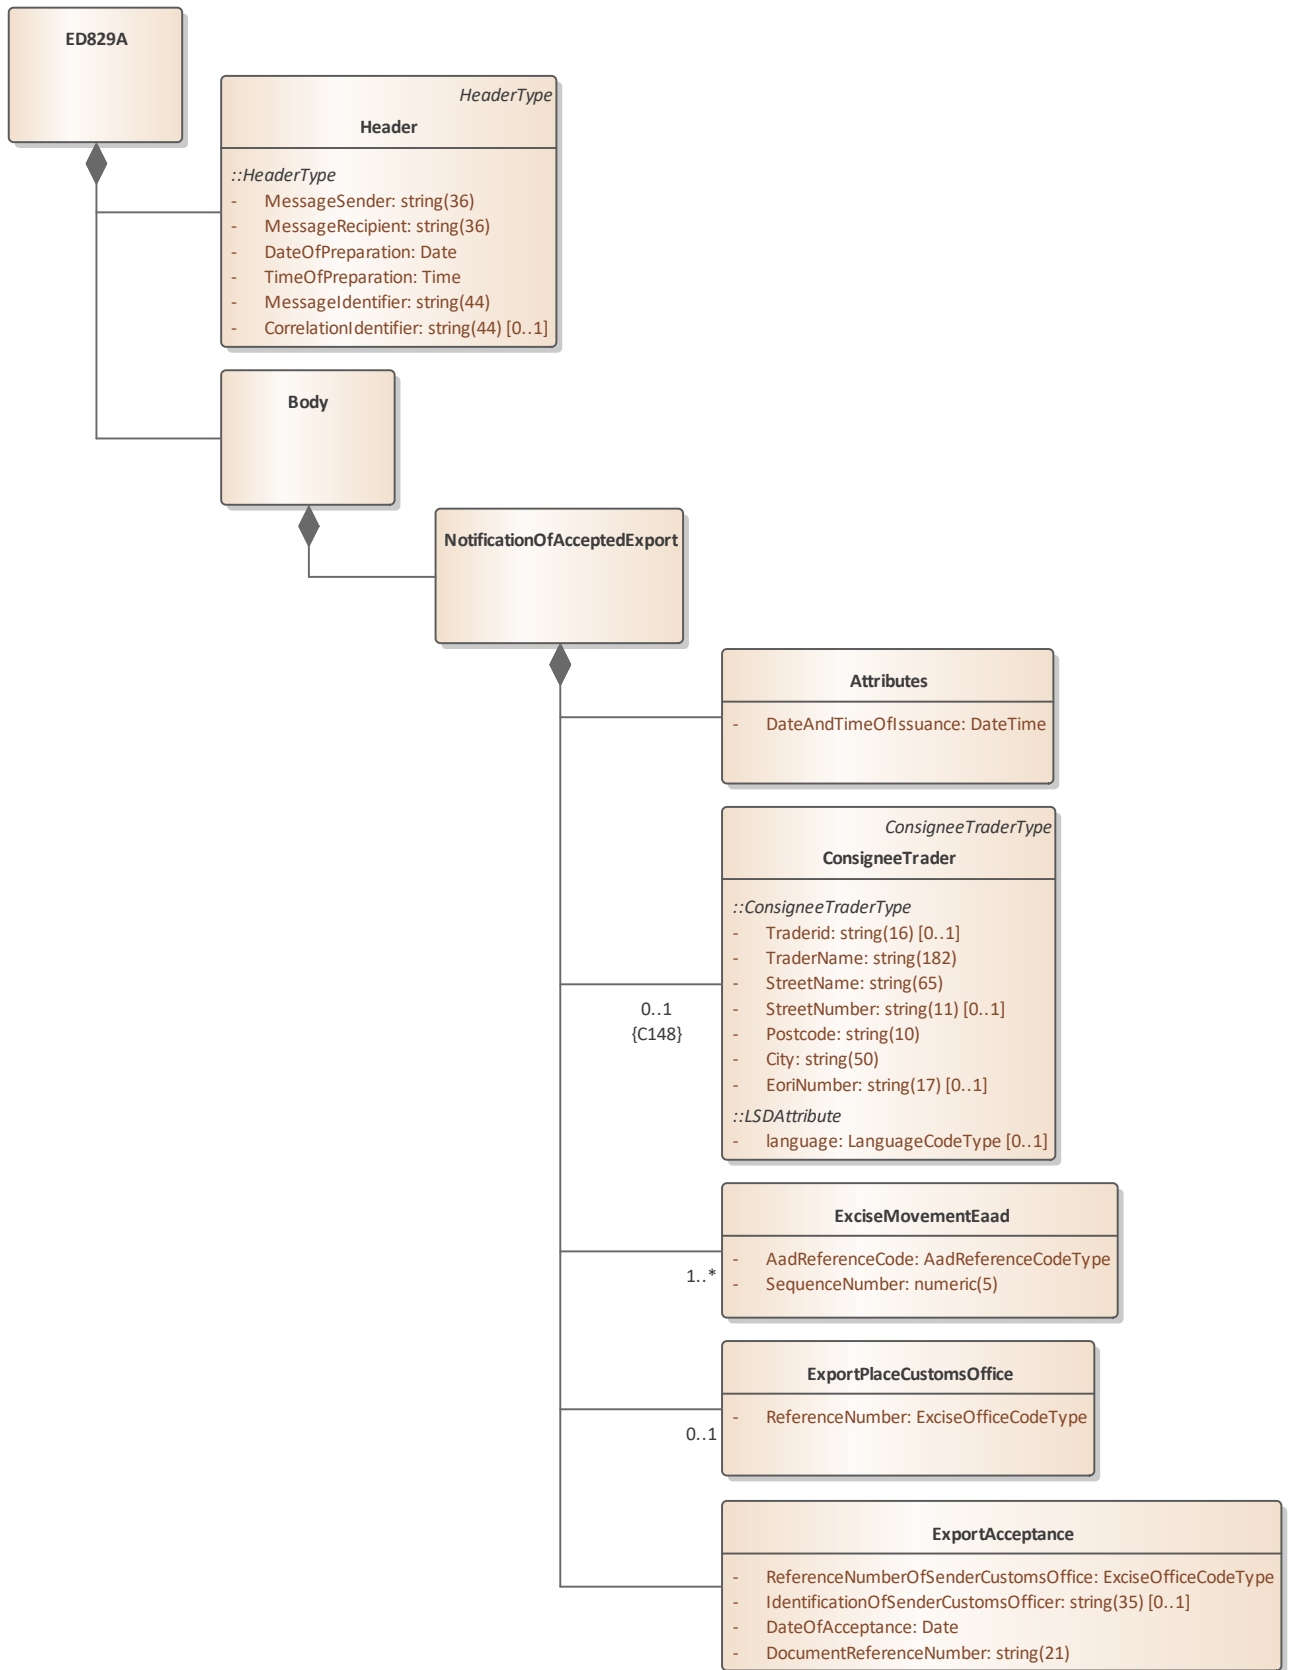 ED829A
HeaderType
Header
::HeaderType
- MessageSender: string(36)
- MessageRecipient: string(36)
- DateOfPreparation: Date
- TimeOfPreparation: Time
- MessageIdentifier: string(44)
- CorrelationIdentifier: string(44) [0..1]
Body
NotificationOfAcceptedExport
Attributes
- DateAndTimeOfIssuance: DateTime
ConsigneeTraderType
ConsigneeTrader
::ConsigneeTraderType
- Traderid: string(16) [0..1]
- TraderName: string(182)
- StreetName: string(65)
- StreetNumber: string(11) [0..1]
- Postcode: string(10)
- City: string(50)
- EoriNumber: string(17) [0..1]
::LSDAttribute
- language: LanguageCodeType [0..1]
0..1
{C148}
ExciseMovementEaad
- AadReferenceCode: AadReferenceCodeType
- SequenceNumber: numeric(5)
1..*
ExportPlaceCustomsOffice
- ReferenceNumber: ExciseOfficeCodeType
0..1
ExportAcceptance
- ReferenceNumberOfSenderCustomsOffice: ExciseOfficeCodeType
- IdentificationOfSenderCustomsOfficer: string(35) [0..1]
- DateOfAcceptance: Date
- DocumentReferenceNumber: string(21)